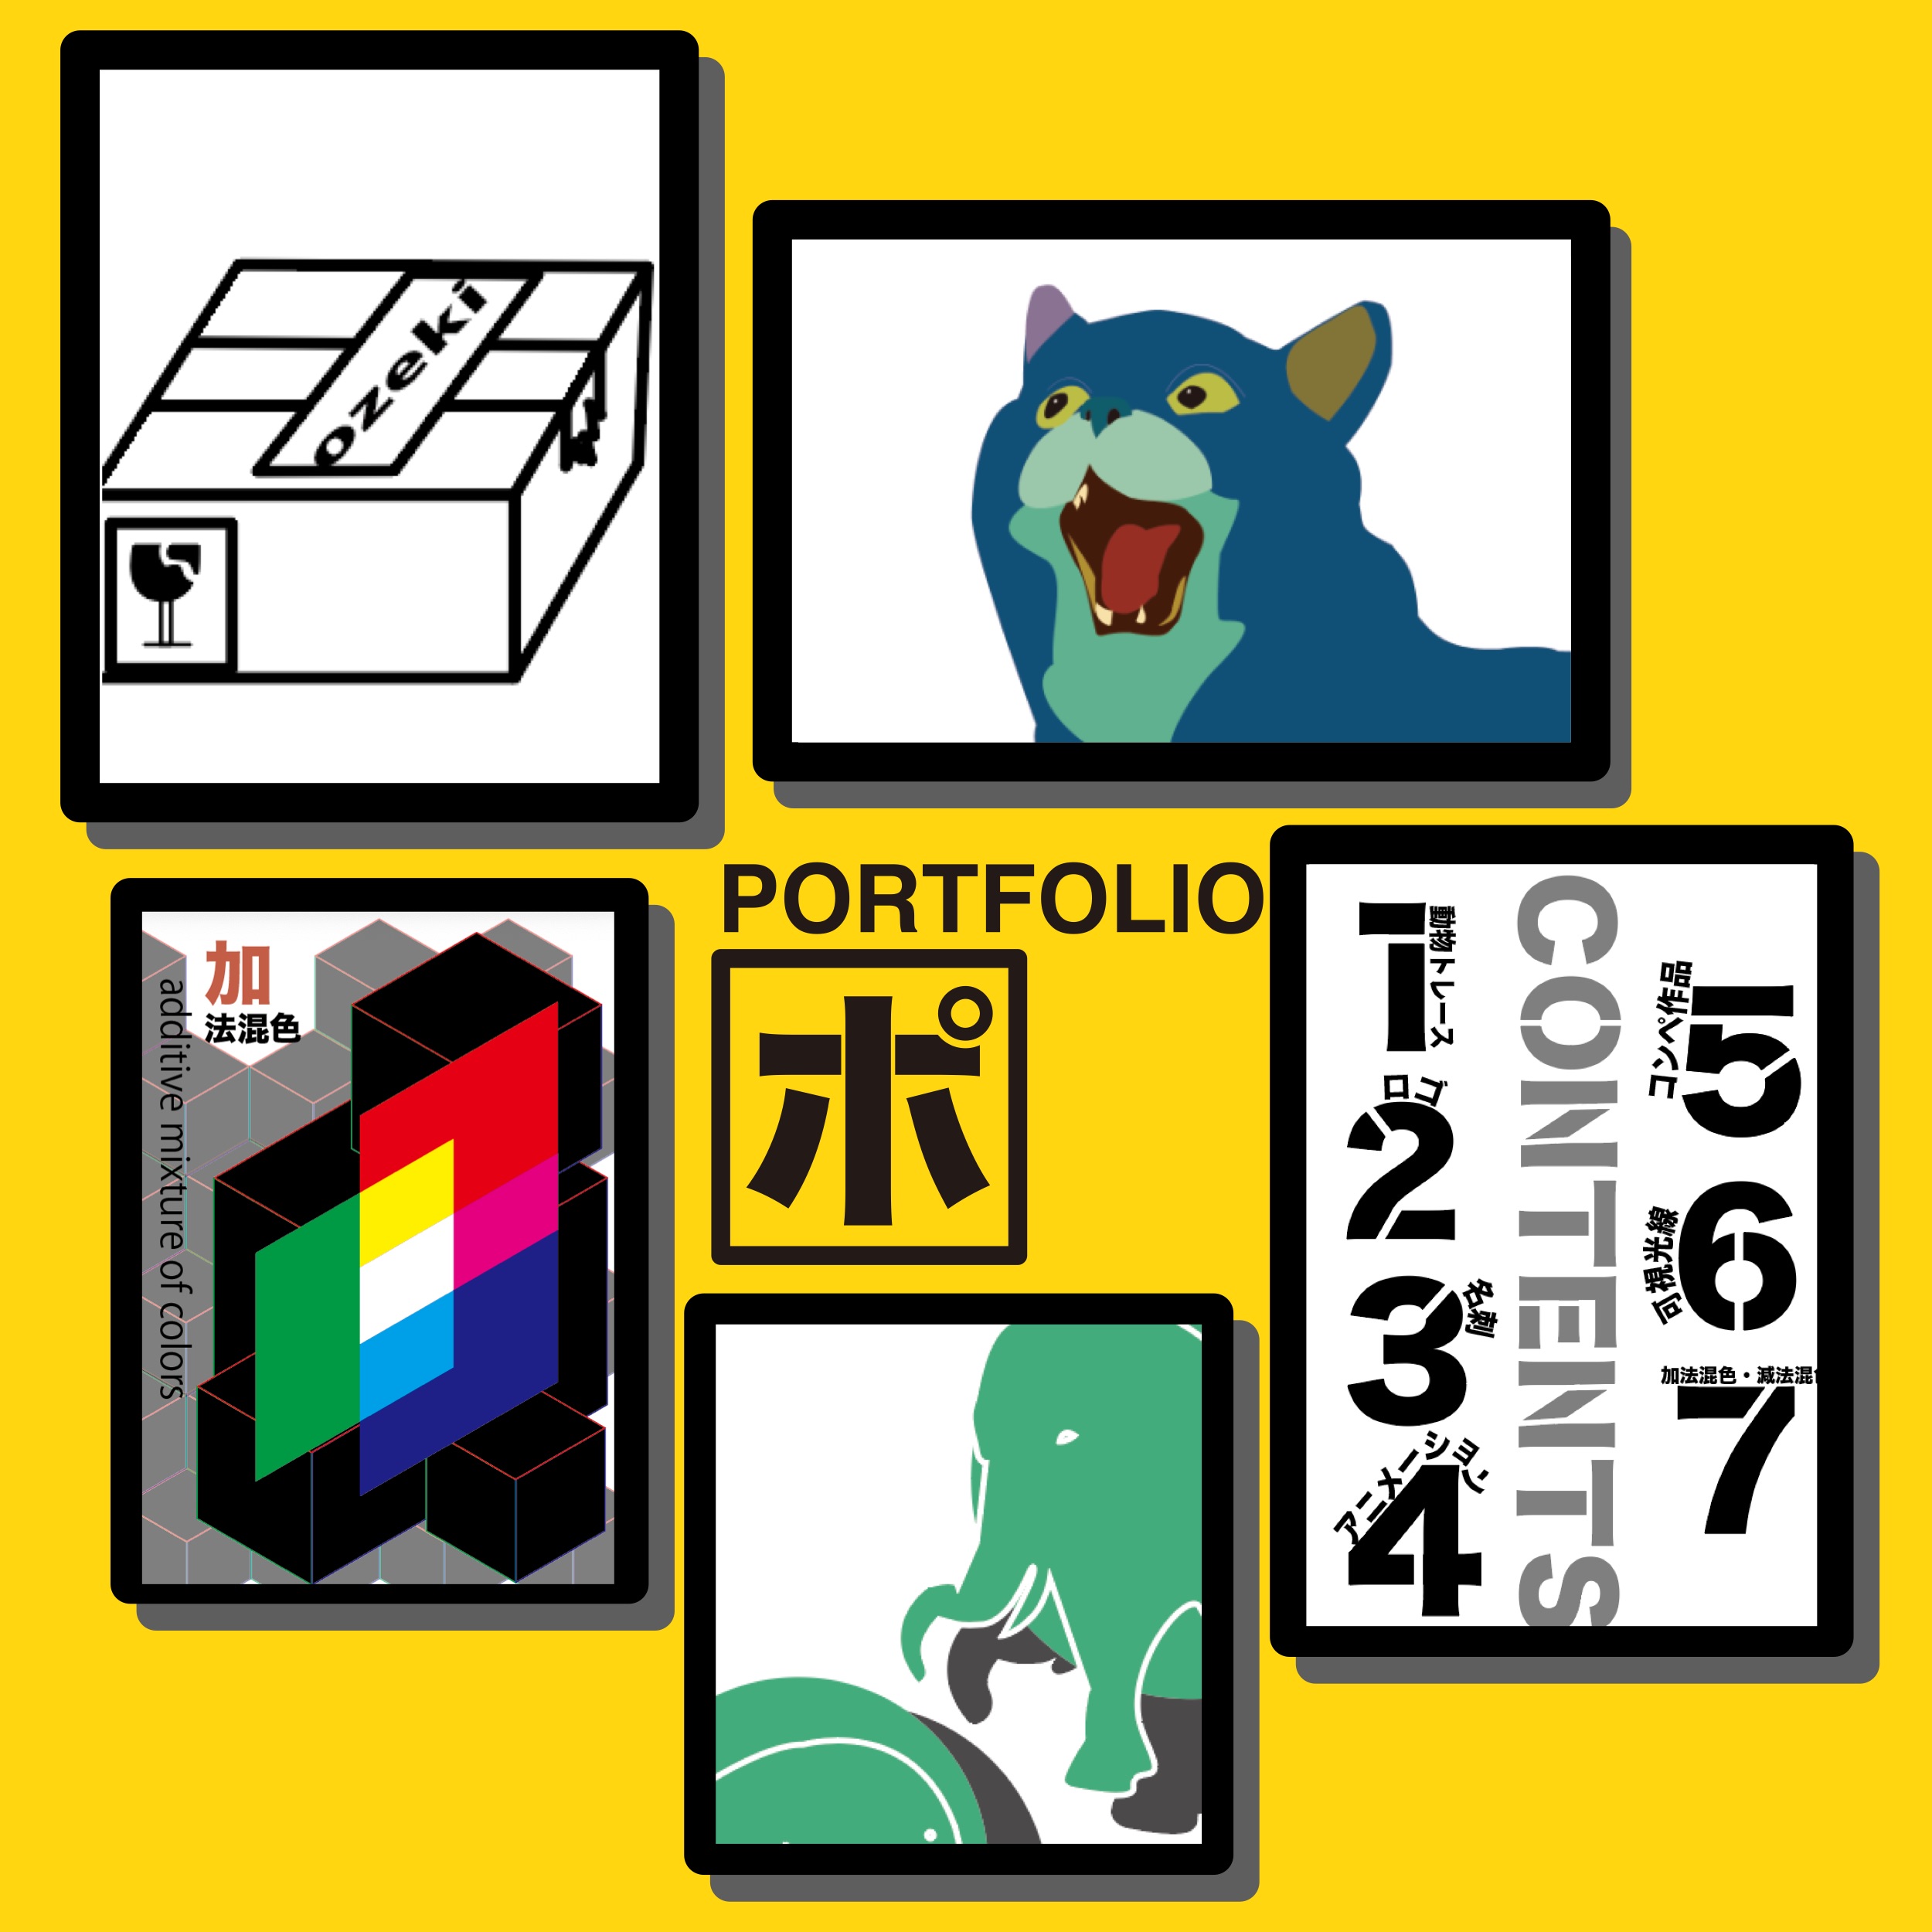 ozeki
PORTFOLIO
ポ
加
法混色
additive mixture of colors
CONTENTS
1
動物トレース
ロゴ
2
3
名刺
アニメーション
4
コンペ作品
5
向視光線
6
加法混色・減法混色
7